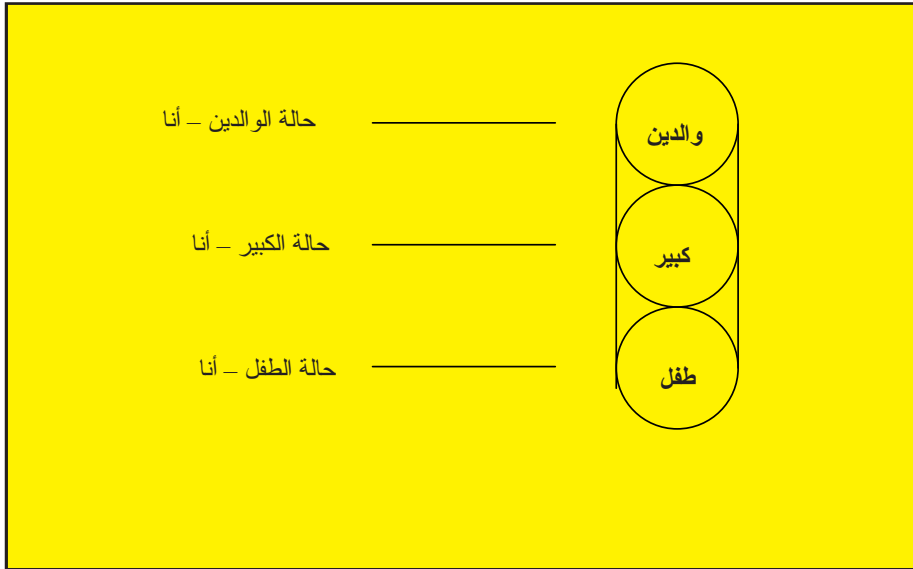 والدين
حالة الوالدين – أنا
كبير
حالة الكبير – أنا
طفل
حالة الطفل – أنا